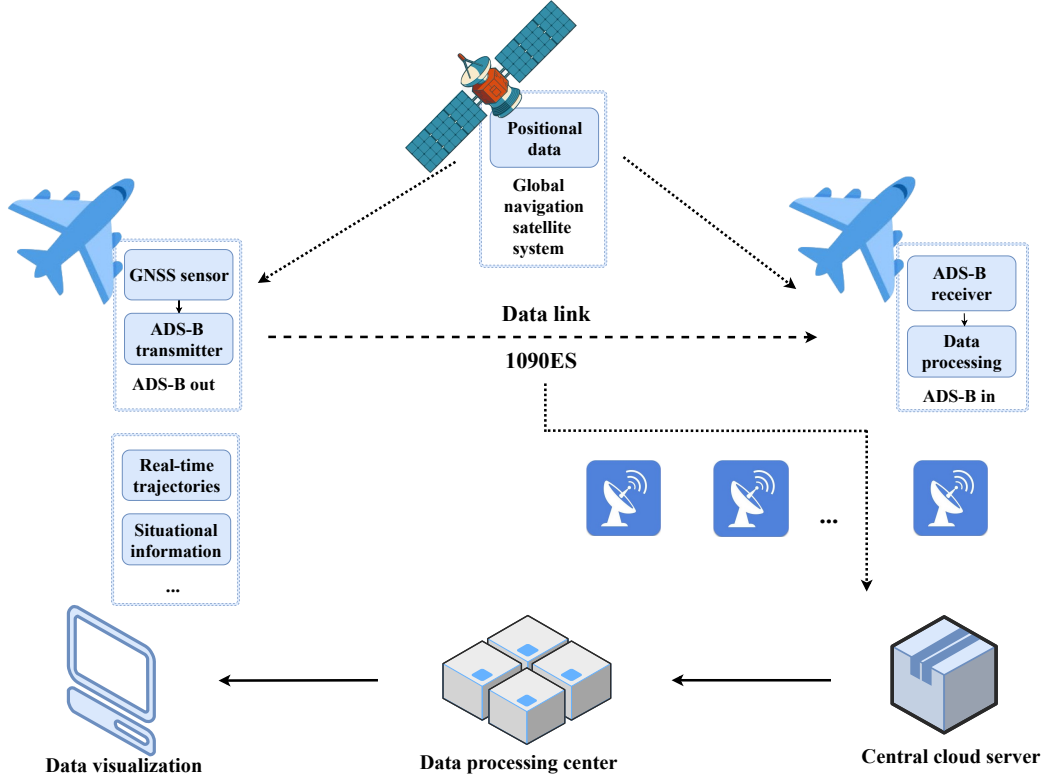 Positional
data
Global
navigation
satellite
system
GNSS sensor
ADS-B
transmitter
ADS-B out
Data link
1090ES
ADS-B
receiver
Data
processing
ADS-B in
Real-time
trajectories
Situational
information
...
...
Data visualization
Data processing center
Central cloud server